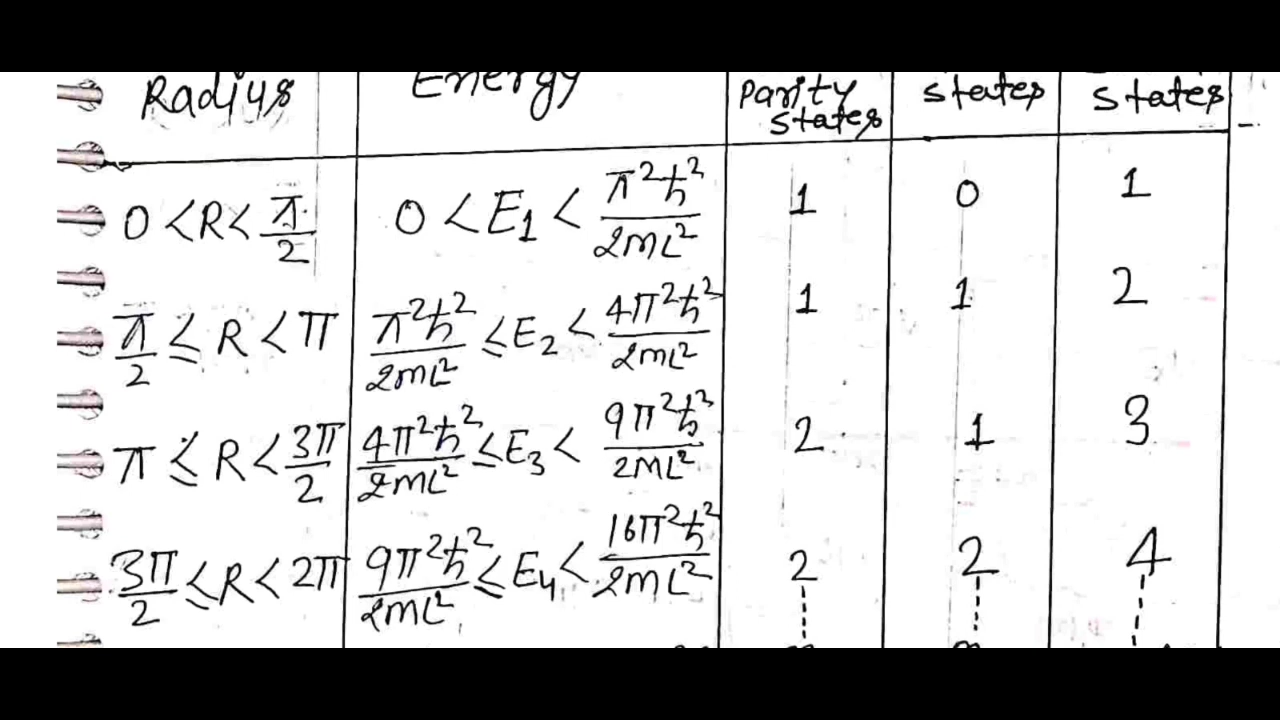 Radius Energy Parity states states states
0 < R < π/2 0 < E₁ < π²ħ²/2mL² 1 0 1
π/2 ≤ R < π π²ħ²/2mL² ≤ E₂ < 4π²ħ²/2mL² 1 1 2
π ≤ R < 3π/2 4π²ħ²/2mL² ≤ E₃ < 9π²ħ²/2mL² 2 1 3
3π/2 ≤ R < 2π 9π²ħ²/2mL² ≤ E₄ < 16π²ħ²/2mL² 2 2 4